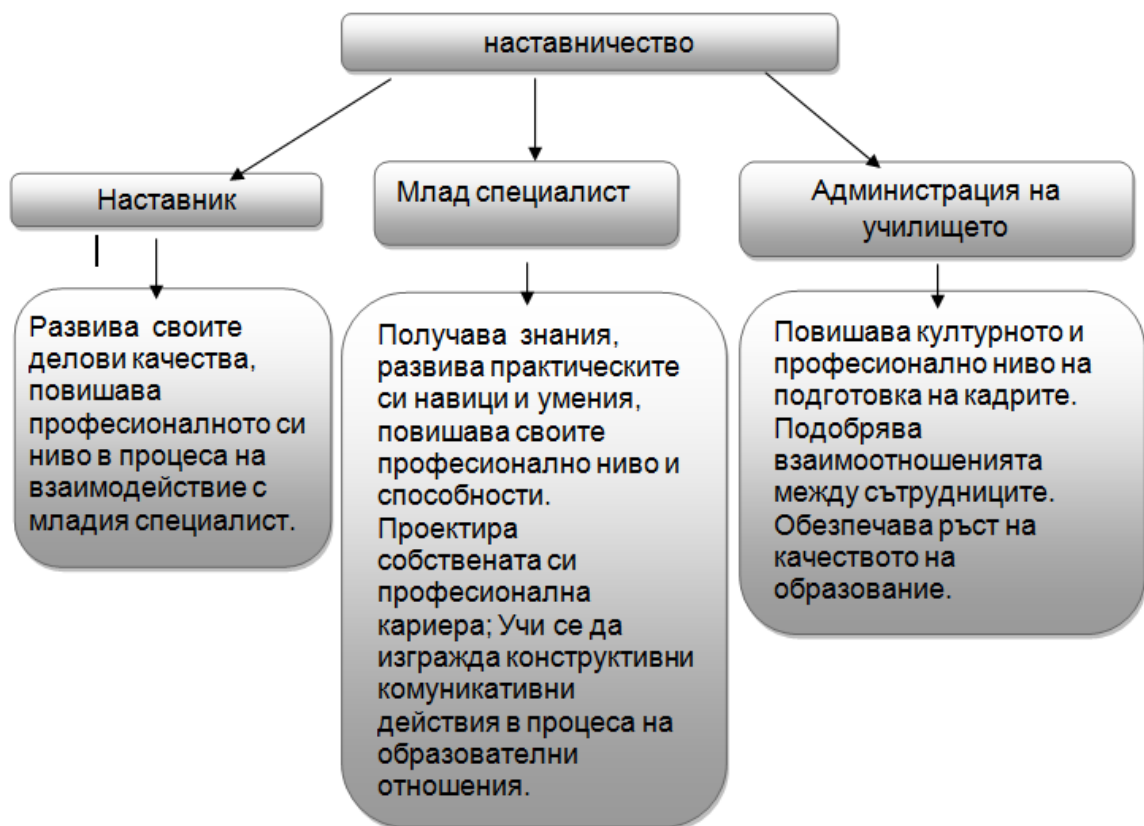 наставничество
Наставник
Млад специалист
Администрация на
училището
Развива своите
делови качества,
повишава
професионалното си
ниво в процеса на
взаимодействие с
младия специалист.
Получава знания,
развива практическите
си навици и умения,
повишава своите
професионално ниво и
способности.
Проектира
собствената си
професионална
кариера; Учи се да
изгражда конструктивни
комуникативни
действия в процеса на
образователни
отношения.
Повишава културното и
професионално ниво на
подготовка на кадрите.
Подобрява
взаимоотношенията
между сътрудниците.
Обезпечава ръст на
качеството на
образование.